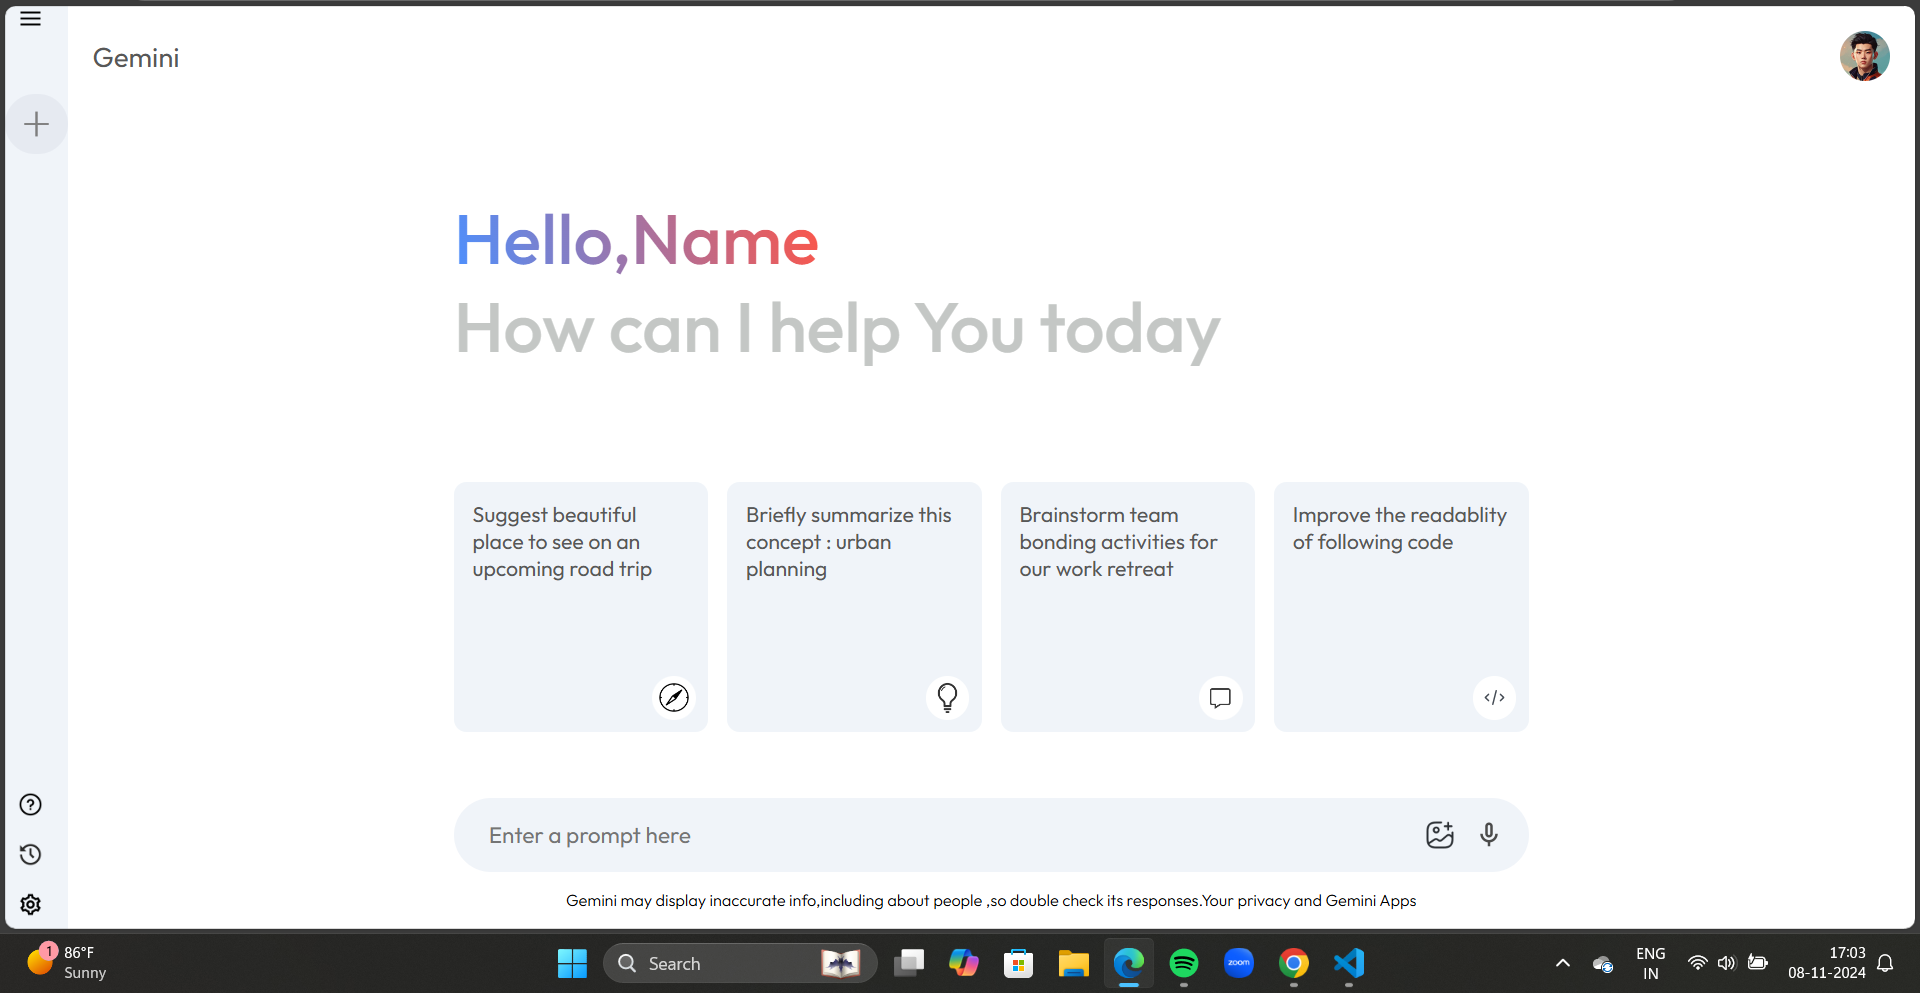 Gemini
Hello,Name
How can I help You today
Suggest beautiful
place to see on an
upcoming road trip
Briefly summarize this
concept : urban
planning
Brainstorm team
bonding activities for
our work retreat
Improve the readablity
of following code
</>
Enter a prompt here
Gemini may display inaccurate info,including about people ,so double check its responses.Your privacy and Gemini Apps
1
86°F
Sunny
Search
zoom
ENG
IN
17:03
08-11-2024